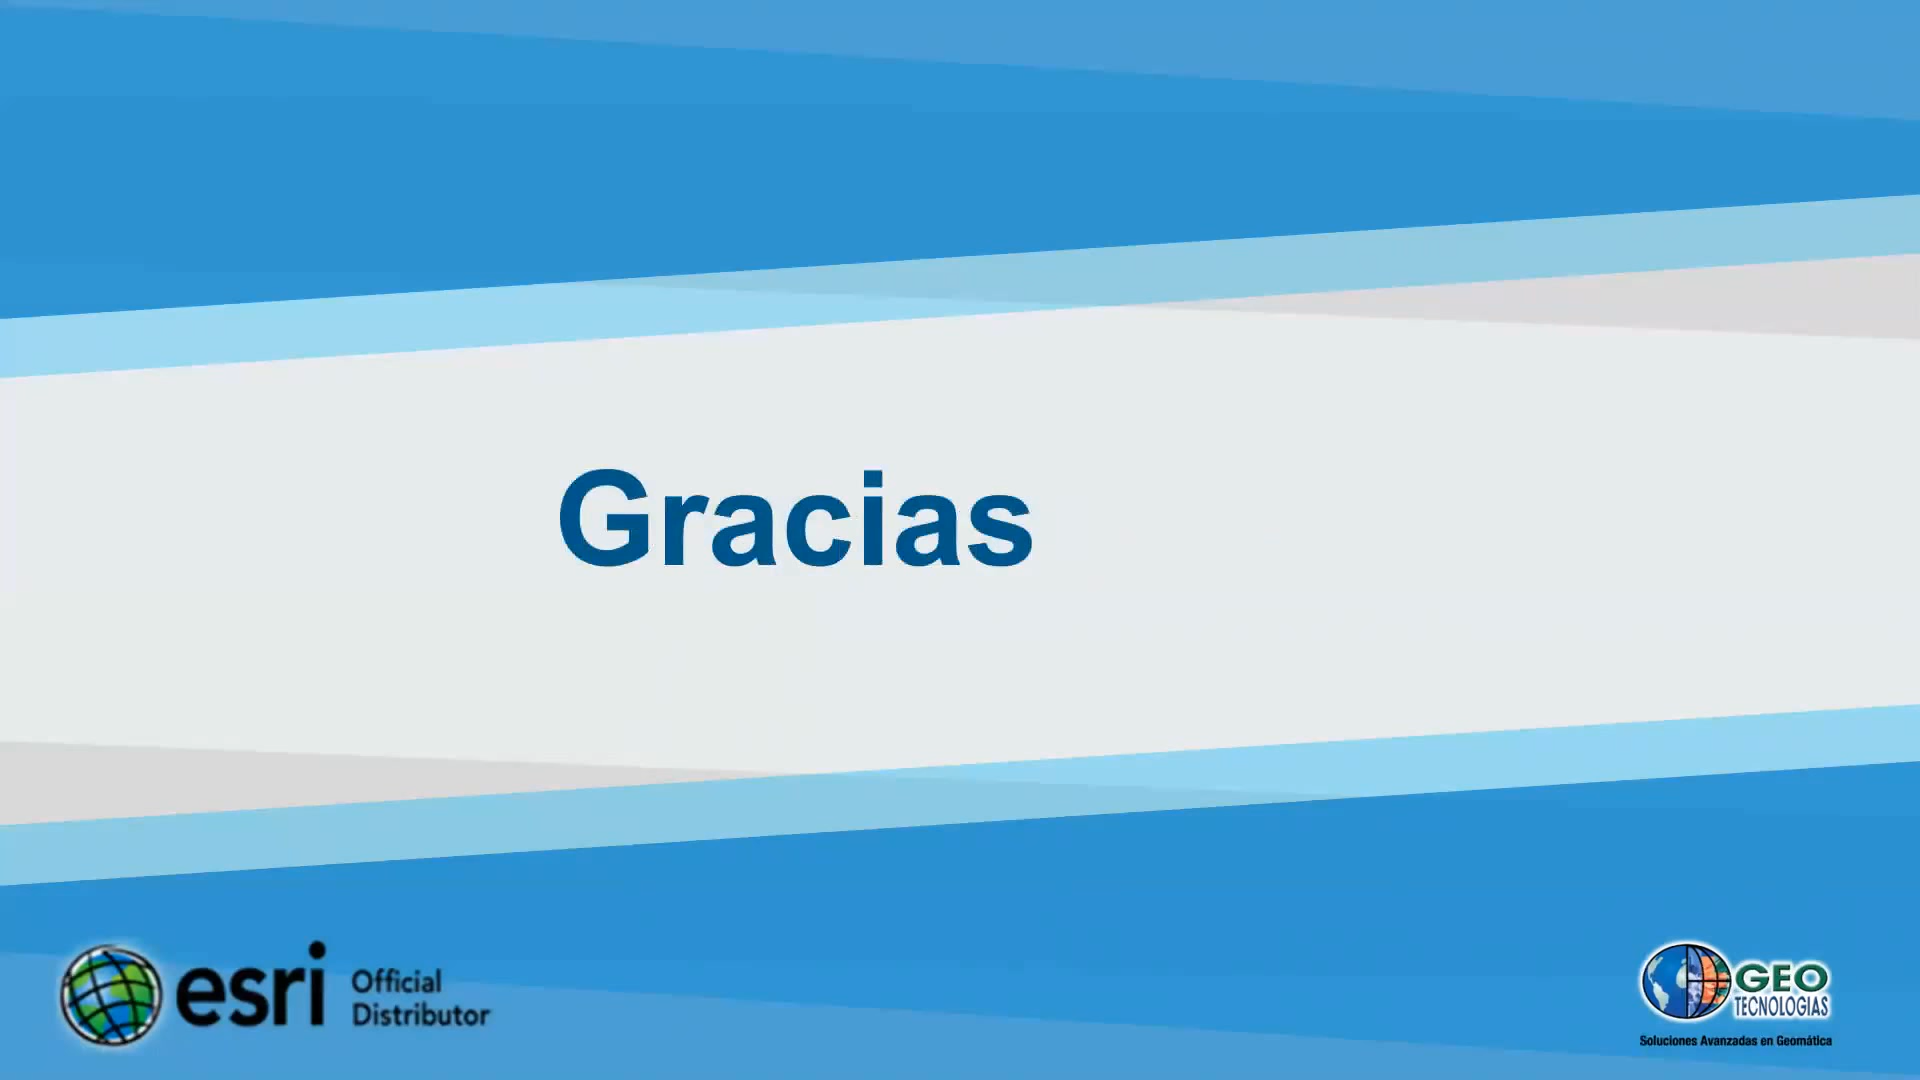 Gracias
esri Official
Distributor
GEO
TECNOLOGIAS
Soluciones Avanzadas en Geomática